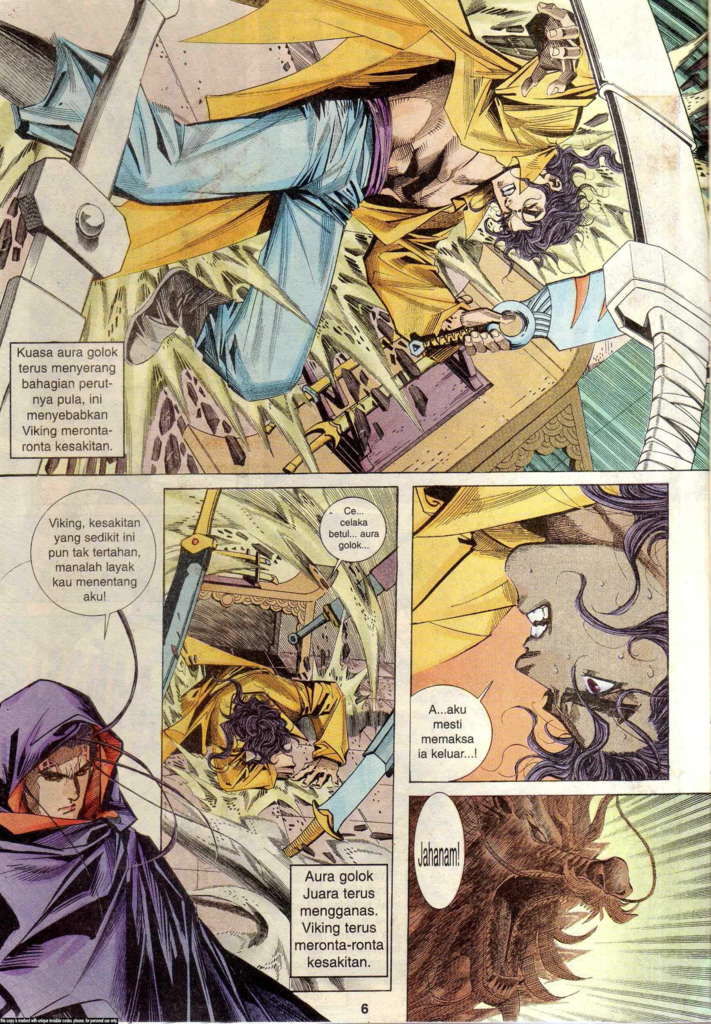 Kuasa aura golok
terus menyerang
bahagian perut-
nya pula, ini
menyebabkan
Viking meronta-
ronta kesakitan.
Viking, kesakitan
yang sedikit ini
pun tak tertahan,
manalah layak
kau menentang
aku!
Ce...
celaka
betul... aura
golok...
Aura golok
Juara terus
mengganas.
Viking terus
meronta-ronta
kesakitan.
A...aku
mesti
memaksa
ia keluar...!
Jahanam!
6